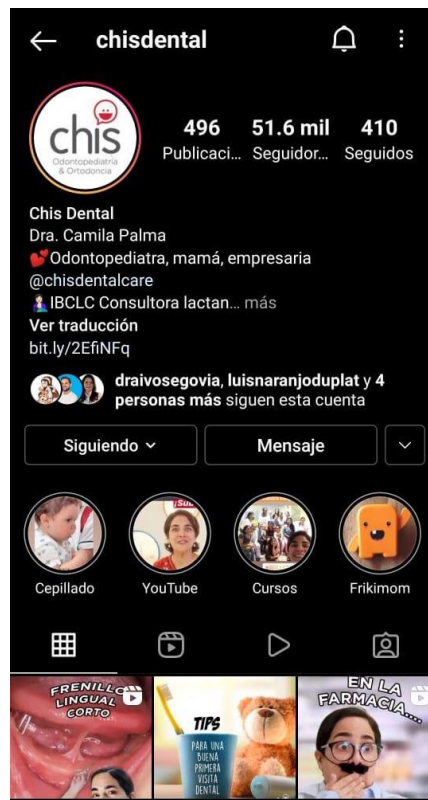 chisdental
chis
Odontopediatría
& Ortodoncia
496 51.6 mil 410
Publicaci... Seguidor... Seguidos
Chis Dental
Dra. Camila Palma
💕Odontopediatra, mamá, empresaria
@chisdentalcare
🤱🏻IBCLC Consultora lactan... más
Ver traducción
bit.ly/2EfiNFq
draivosegovia, luisnaranjoduplat y 4
personas más siguen esta cuenta
Siguiendo Mensaje
Cepillado YouTube Cursos Frikimom
FRENILLO
LINGUAL
CORTO
TIPS
PARA UNA
BUENA
PRIMERA
VISITA
DENTAL
EN LA
FARMACIA...